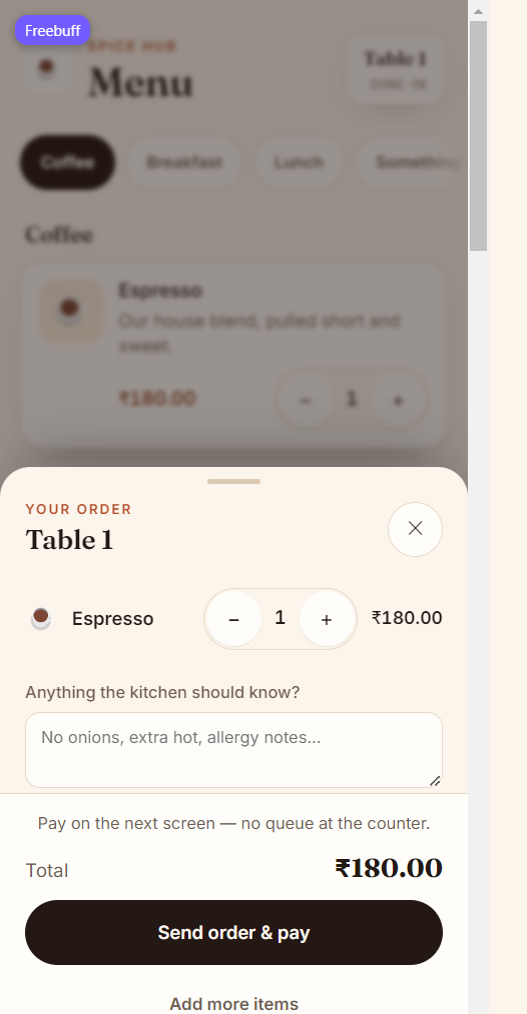 Freebuff
SPICE HUB
Menu
Table 1
DINE-IN
Coffee
Breakfast
Lunch
Something
Coffee
Espresso
Our house blend, pulled short and
sweet.
₹180.00
−
1
+
YOUR ORDER
Table 1
Espresso
−
1
+
₹180.00
Anything the kitchen should know?
No onions, extra hot, allergy notes...
Pay on the next screen — no queue at the counter.
Total
₹180.00
Send order & pay
Add more items